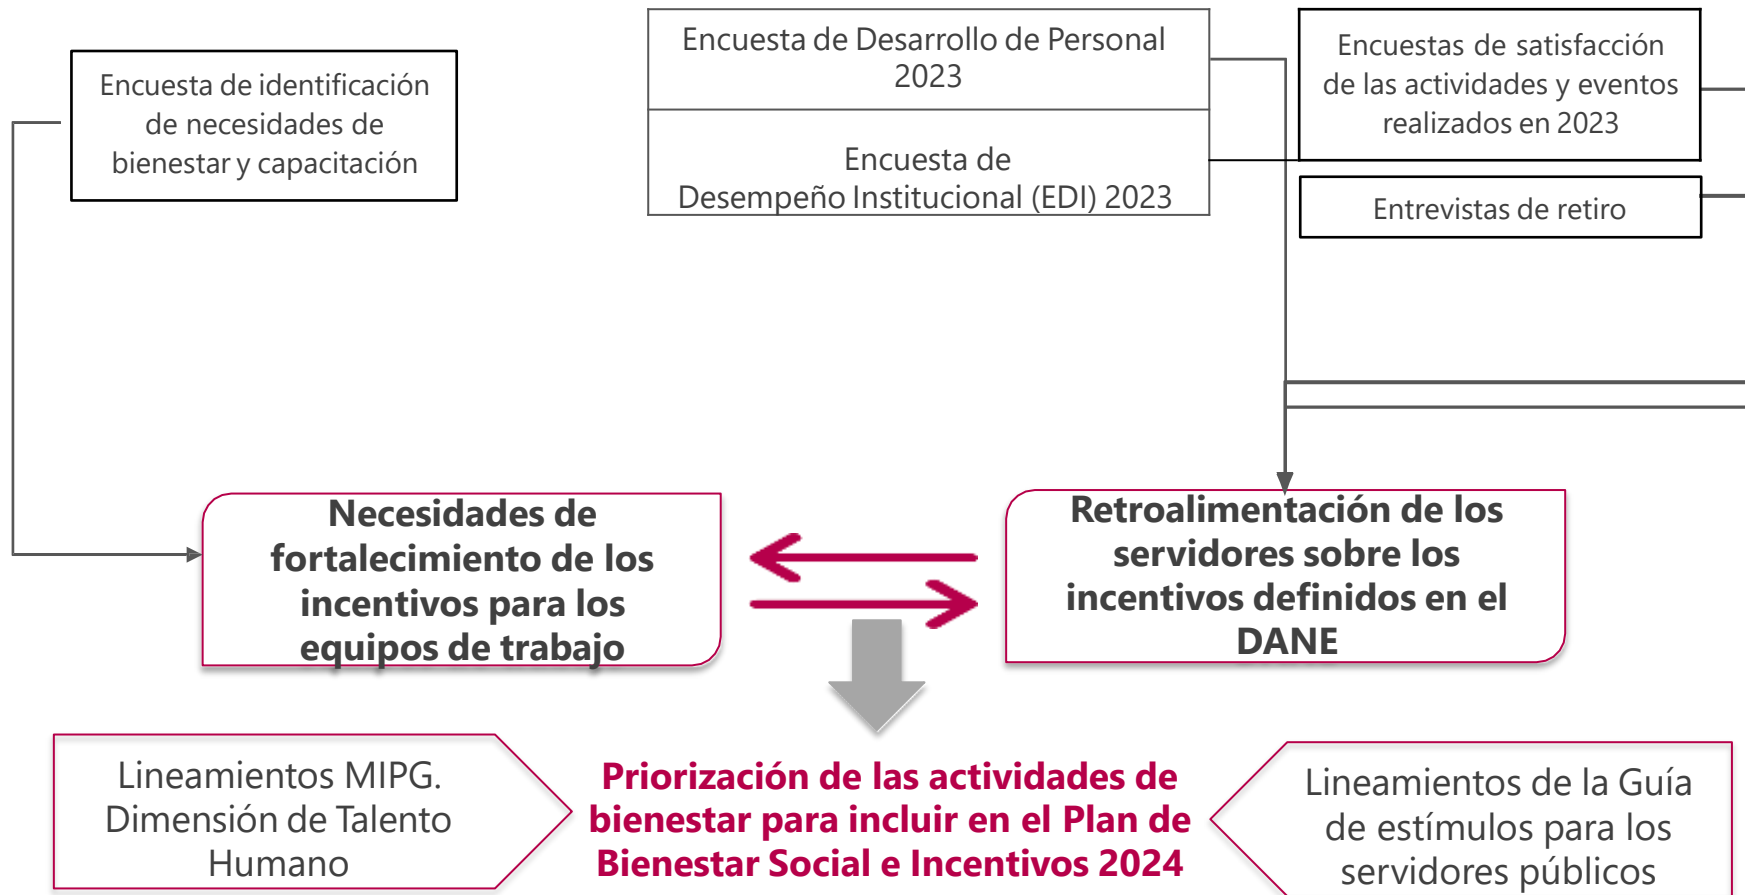 Encuesta de identificación
de necesidades de
bienestar y capacitación
Encuesta de Desarrollo de Personal
2023
Encuesta de
Desempeño Institucional (EDI) 2023
Encuestas de satisfacción
de las actividades y eventos
realizados en 2023
Entrevistas de retiro
Necesidades de
fortalecimiento de los
incentivos para los
equipos de trabajo
Retroalimentación de los
servidores sobre los
incentivos definidos en el
DANE
Lineamientos MIPG.
Dimensión de Talento
Humano
Priorización de las actividades de
bienestar para incluir en el Plan de
Bienestar Social e Incentivos 2024
Lineamientos de la Guía
de estímulos para los
servidores públicos